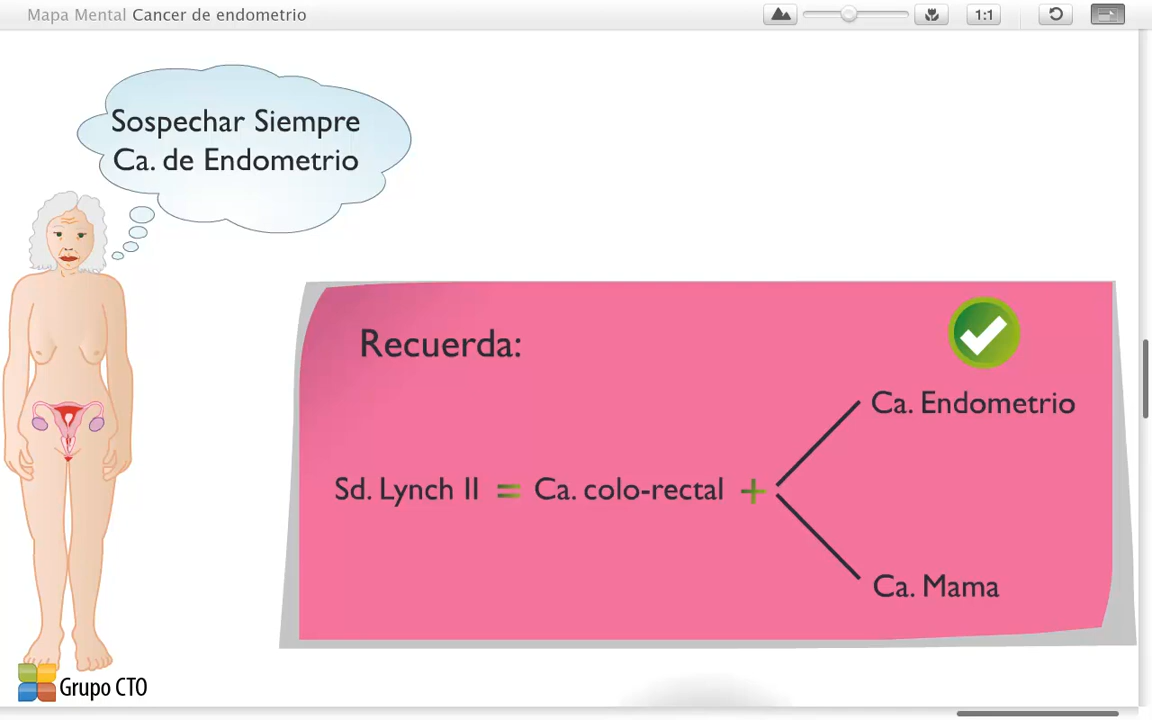 Mapa Mental Cancer de endometrio
1:1
Sospechar Siempre
Ca. de Endometrio
Recuerda:
Ca. Endometrio
Sd. Lynch II = Ca. colo-rectal +
Ca. Mama
Grupo CTO